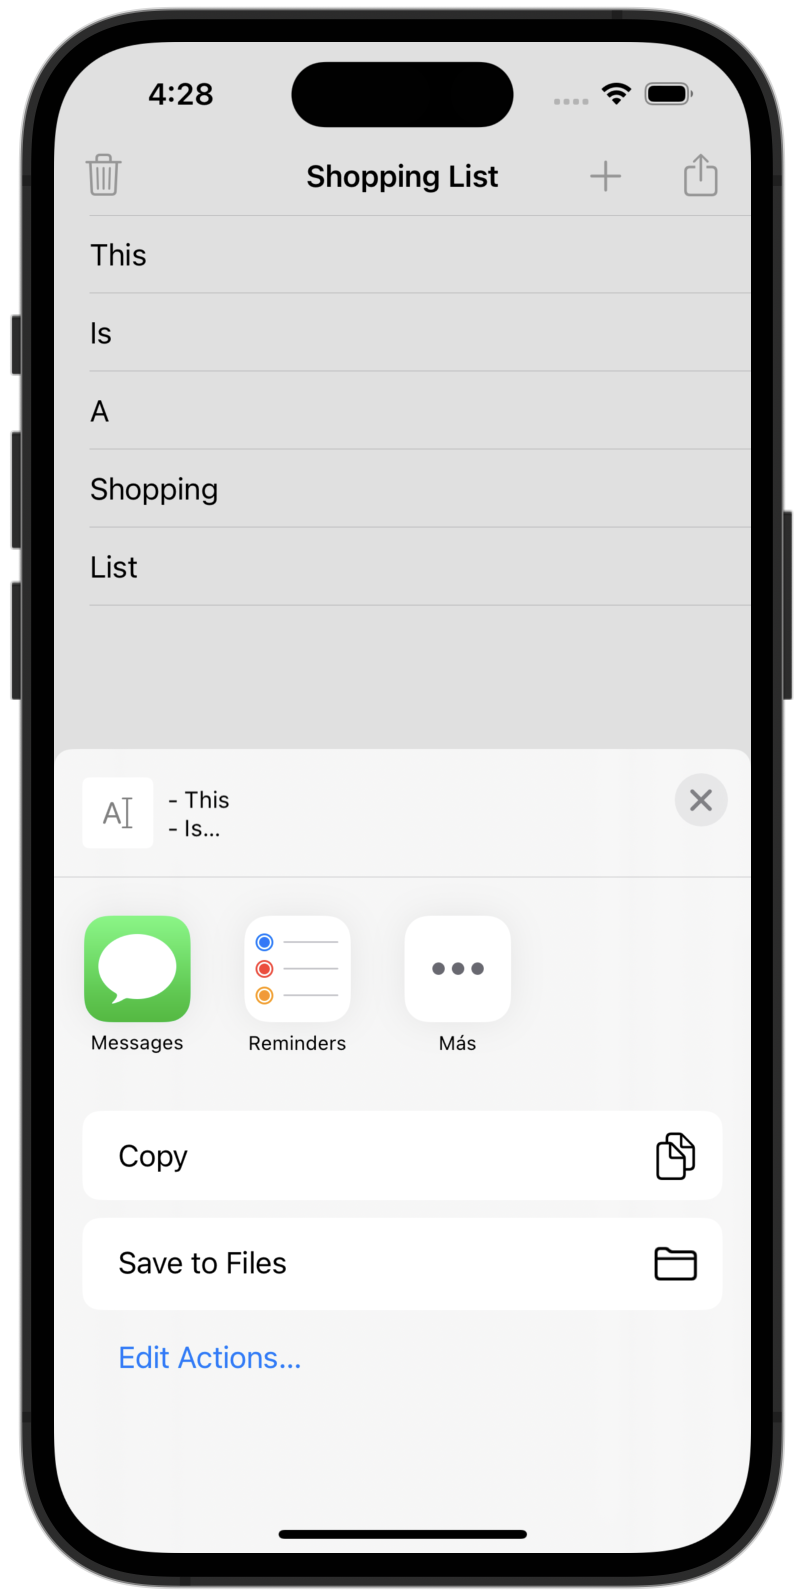 4:28
Shopping List
This
Is
A
Shopping
List
A
- This
- Is...
Messages
Reminders
Más
Copy
Save to Files
Edit Actions...